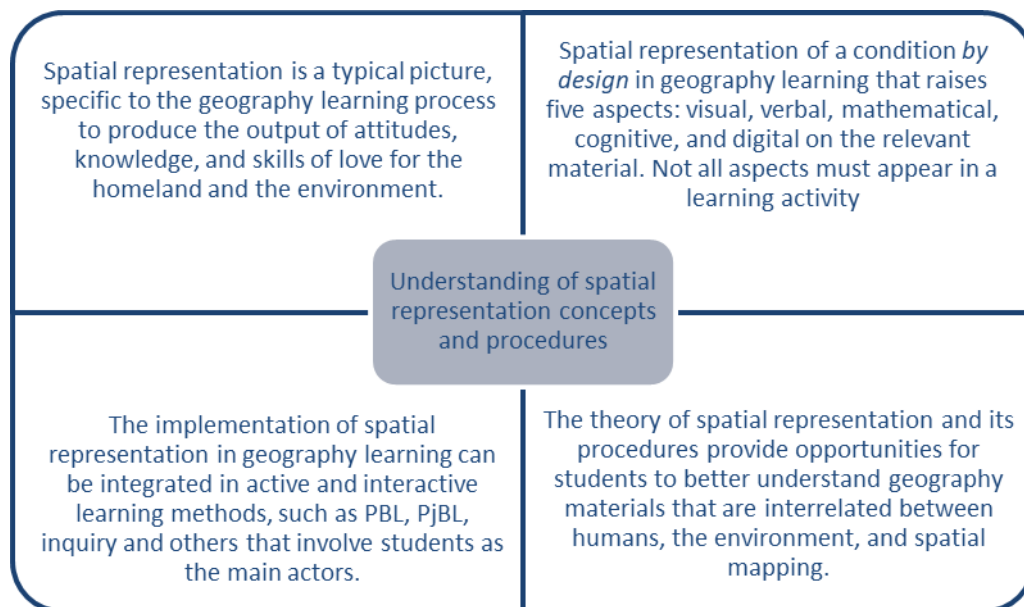 Spatial representation is a typical picture,
specific to the geography learning process
to produce the output of attitudes,
knowledge, and skills of love for the
homeland and the environment.
Spatial representation of a condition by
design in geography learning that raises
five aspects: visual, verbal, mathematical,
cognitive, and digital on the relevant
material. Not all aspects must appear in a
learning activity
Understanding of spatial
representation concepts
and procedures
The implementation of spatial
representation in geography learning can
be integrated in active and interactive
learning methods, such as PBL, PjBL,
inquiry and others that involve students as
the main actors.
The theory of spatial representation and its
procedures provide opportunities for
students to better understand geography
materials that are interrelated between
humans, the environment, and spatial
mapping.